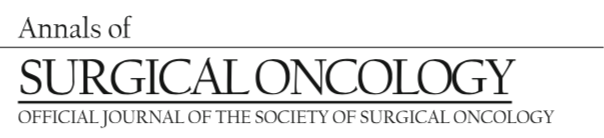 Annals of
SURGICAL ONCOLOGY
OFFICIAL JOURNAL OF THE SOCIETY OF SURGICAL ONCOLOGY